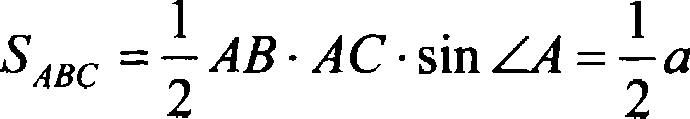 S_{ABC} = \frac{1}{2} AB \cdot AC \cdot \sin \angle A = \frac{1}{2} a